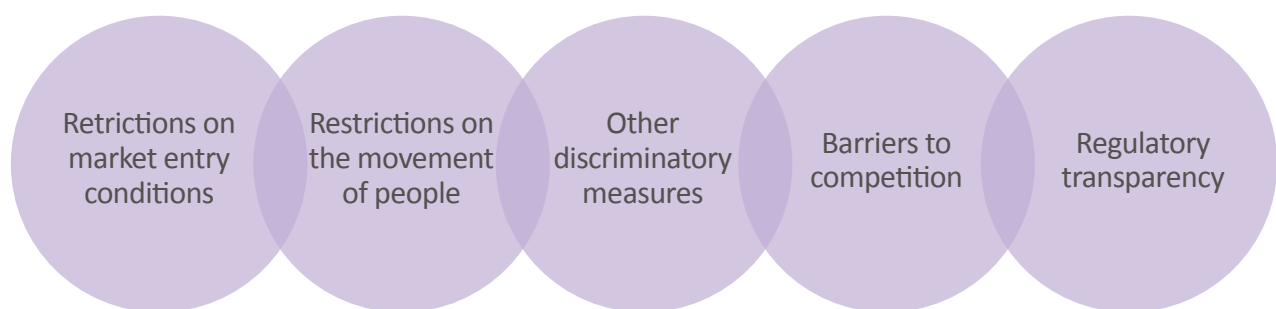 Retrictions on
market entry
conditions
Restrictions on
the movement
of people
Other
discriminatory
measures
Barriers to
competition
Regulatory
transparency